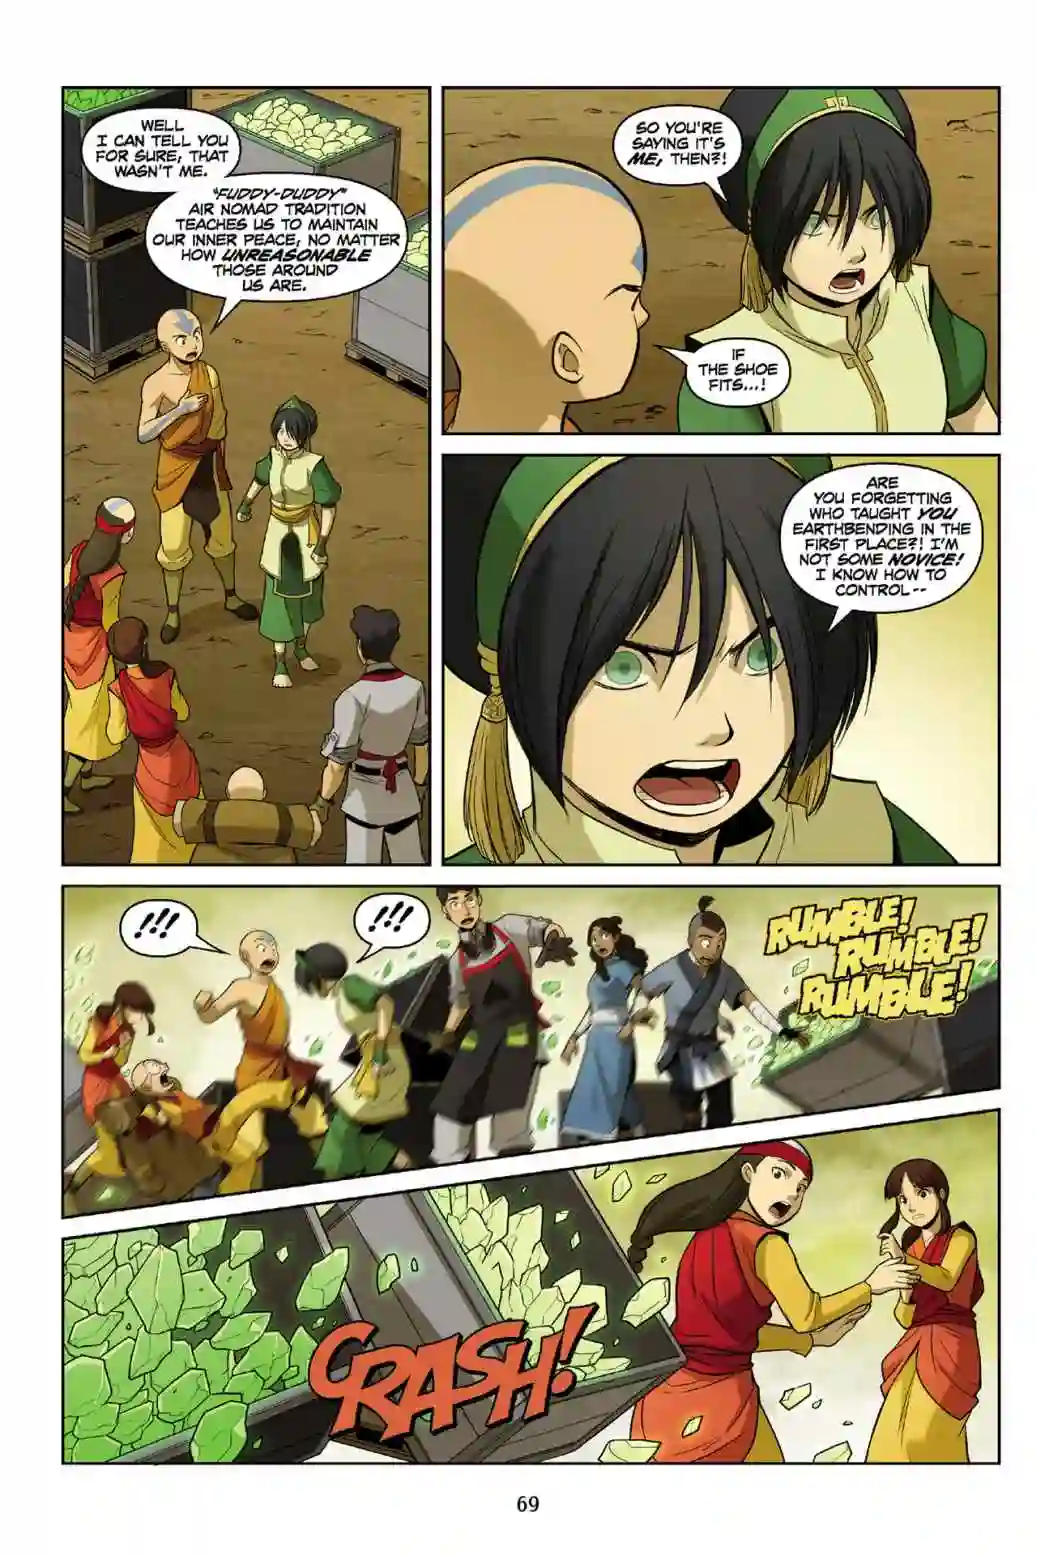 WELL
I CAN TELL YOU
FOR SURE, THAT
WASN'T ME.
"FUDDY-DUDDY"
AIR NOMAD TRADITION
TEACHES US TO MAINTAIN
OUR INNER PEACE, NO MATTER
HOW UNREASONABLE
THOSE AROUND
US ARE.
SO YOU'RE
SAYING IT'S
ME, THEN?!
IF
THE SHOE
FITS...!
ARE
YOU FORGETTING
WHO TAUGHT YOU
EARTHBENDING IN THE
FIRST PLACE?! I'M
NOT SOME NOVICE!
I KNOW HOW TO
CONTROL--
!!!
!!!
RUMBLE!
RUMBLE!
RUMBLE!
CRASH!
69